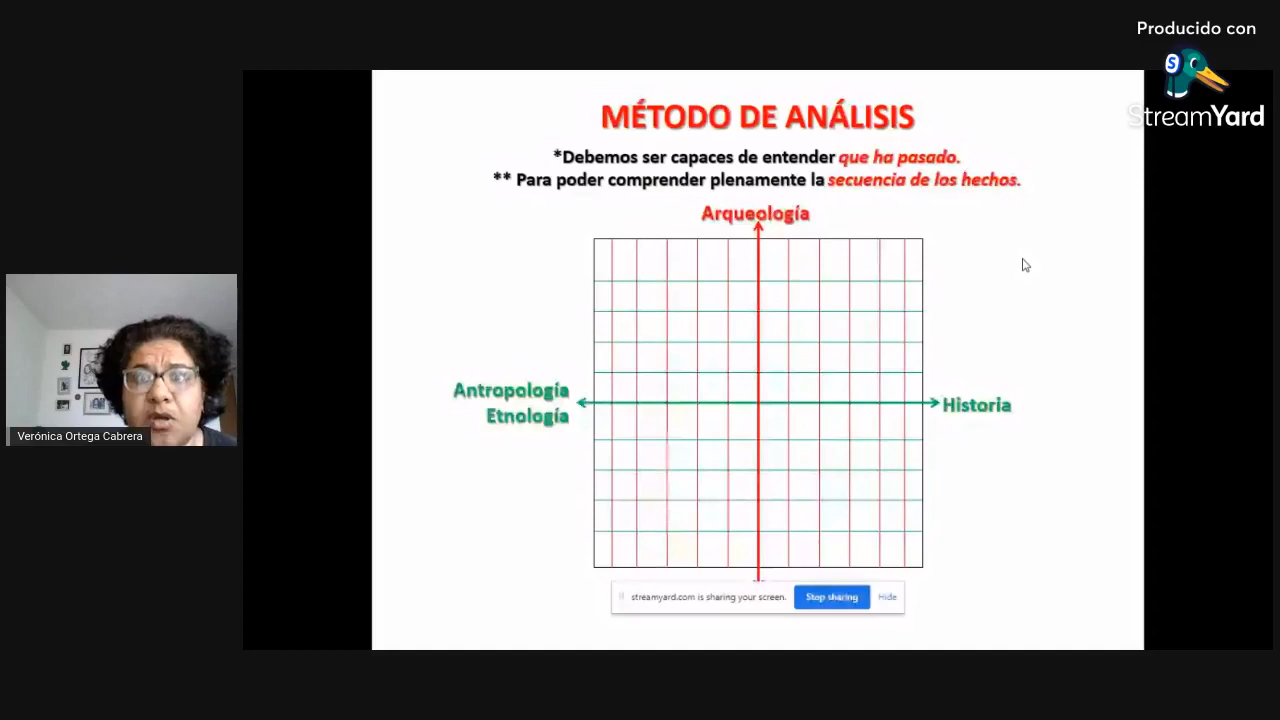 Producido con
StreamYard
MÉTODO DE ANÁLISIS
*Debemos ser capaces de entender que ha pasado.
** Para poder comprender plenamente la secuencia de los hechos.
Arqueología
Antropología
Etnología
Historia
Verónica Ortega Cabrera
streamyard.com is sharing your screen.
Stop sharing
Hide